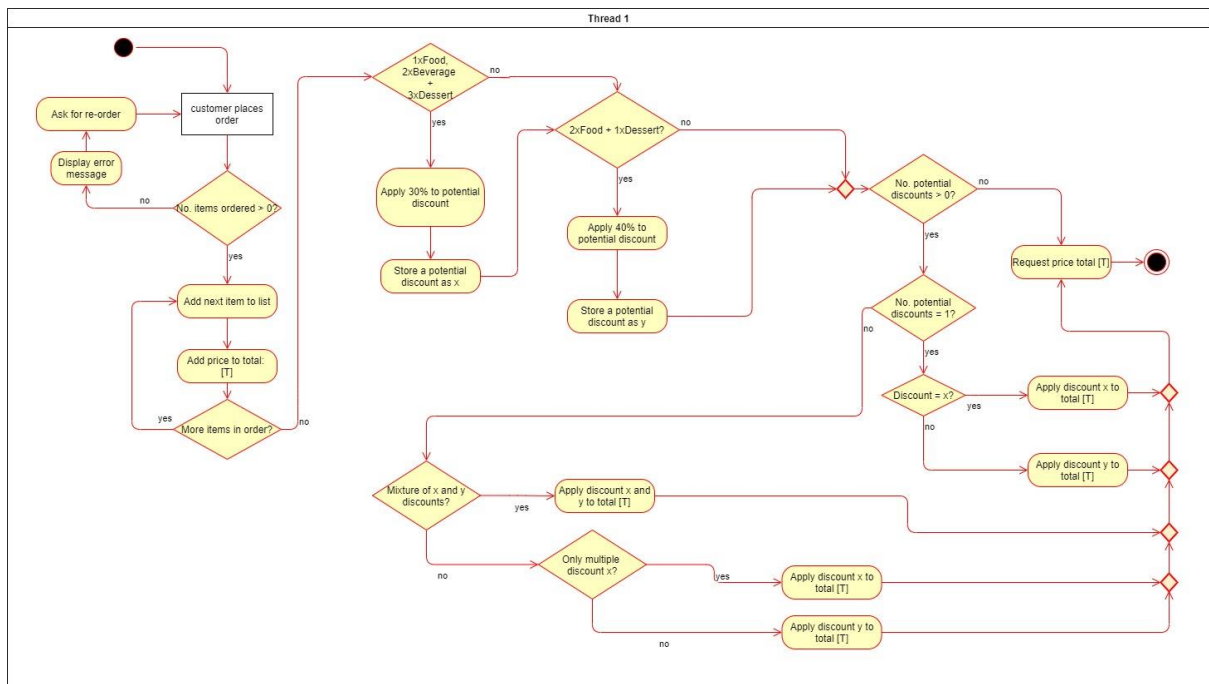 Thread 1
customer places
order
Ask for re-order
Display error
message
no
No. items ordered > 0?
yes
Add next item to list
Add price to total:
[T]
yes
More items in order?
no
1xFood,
2xBeverage
+
3xDessert
no
yes
Apply 30% to potential
discount
Store a potential
discount as x
2xFood + 1xDessert?
no
yes
Apply 40% to
potential discount
Store a potential
discount as y
No. potential
discounts > 0?
no
yes
Request price total [T]
No. potential
discounts = 1?
no
yes
Discount = x?
yes
Apply discount x to
total [T]
no
Apply discount y to
total [T]
Mixture of x and y
discounts?
yes
Apply discount x and
y to total [T]
no
Only multiple
discount x?
yes
Apply discount x to
total [T]
no
Apply discount y to
total [T]